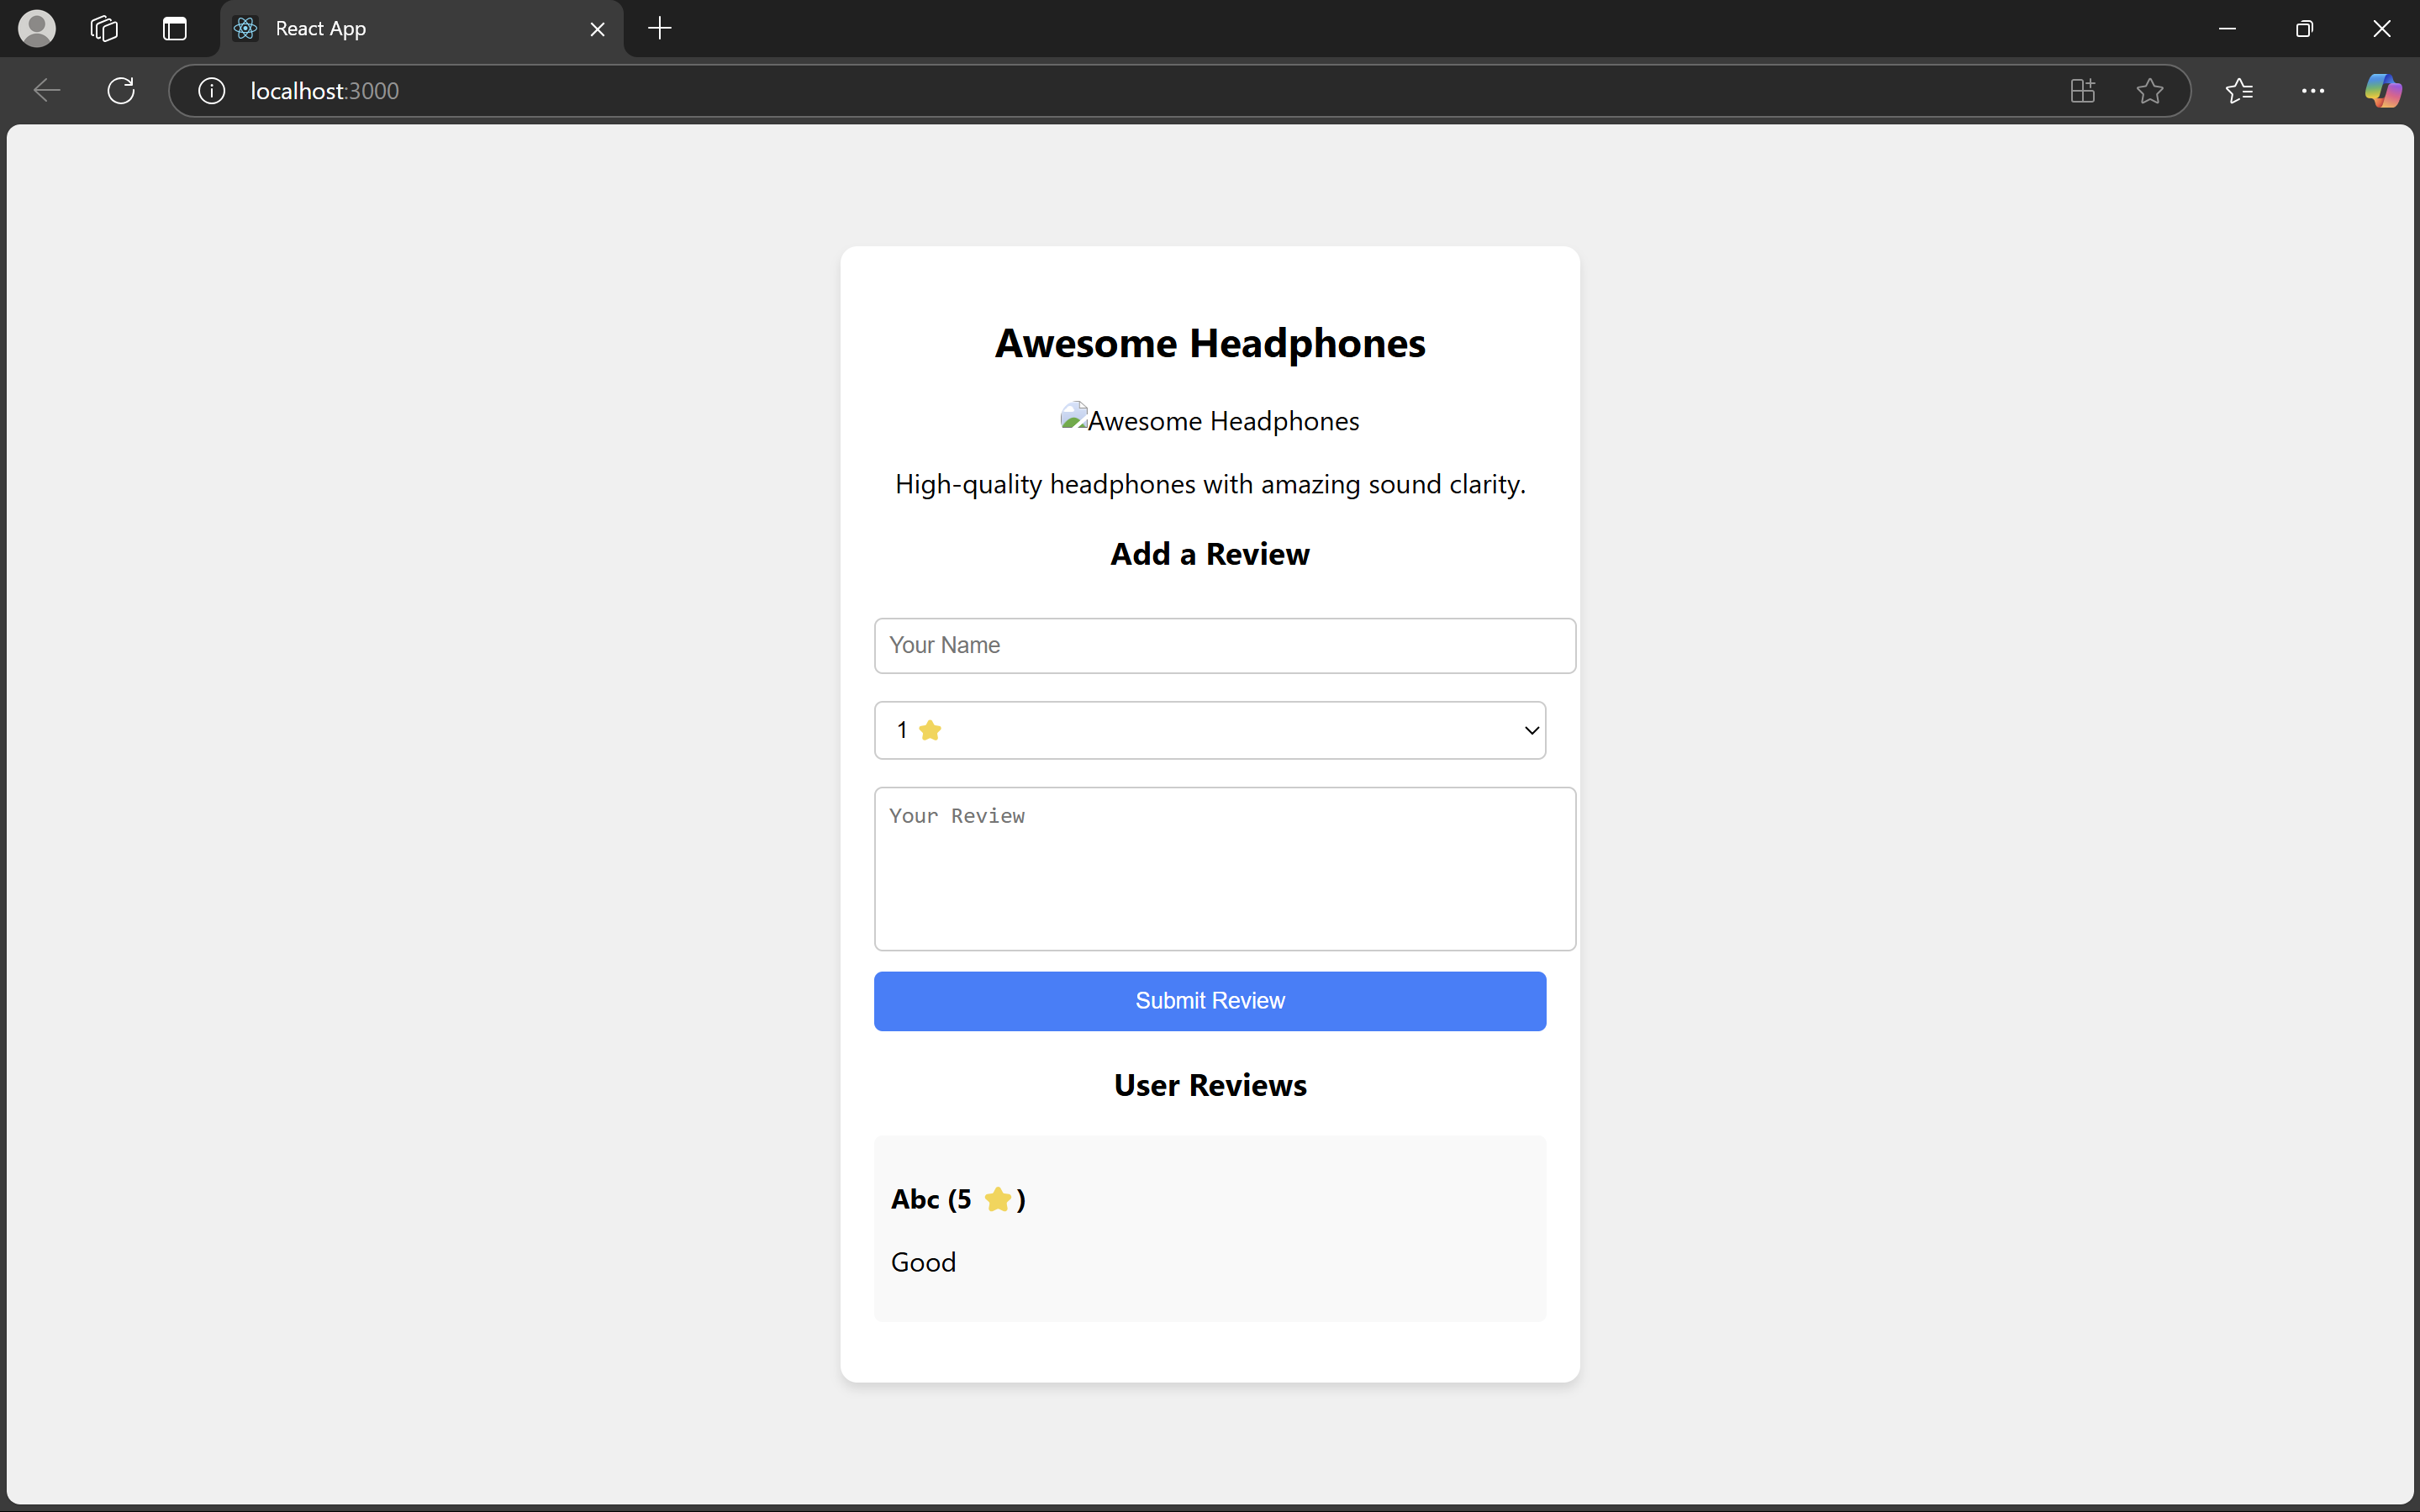 React App
localhost:3000
Awesome Headphones
Awesome Headphones
High-quality headphones with amazing sound clarity.
Add a Review
Your Name
1 ⭐
Your Review
Submit Review
User Reviews
Abc (5 ⭐)
Good